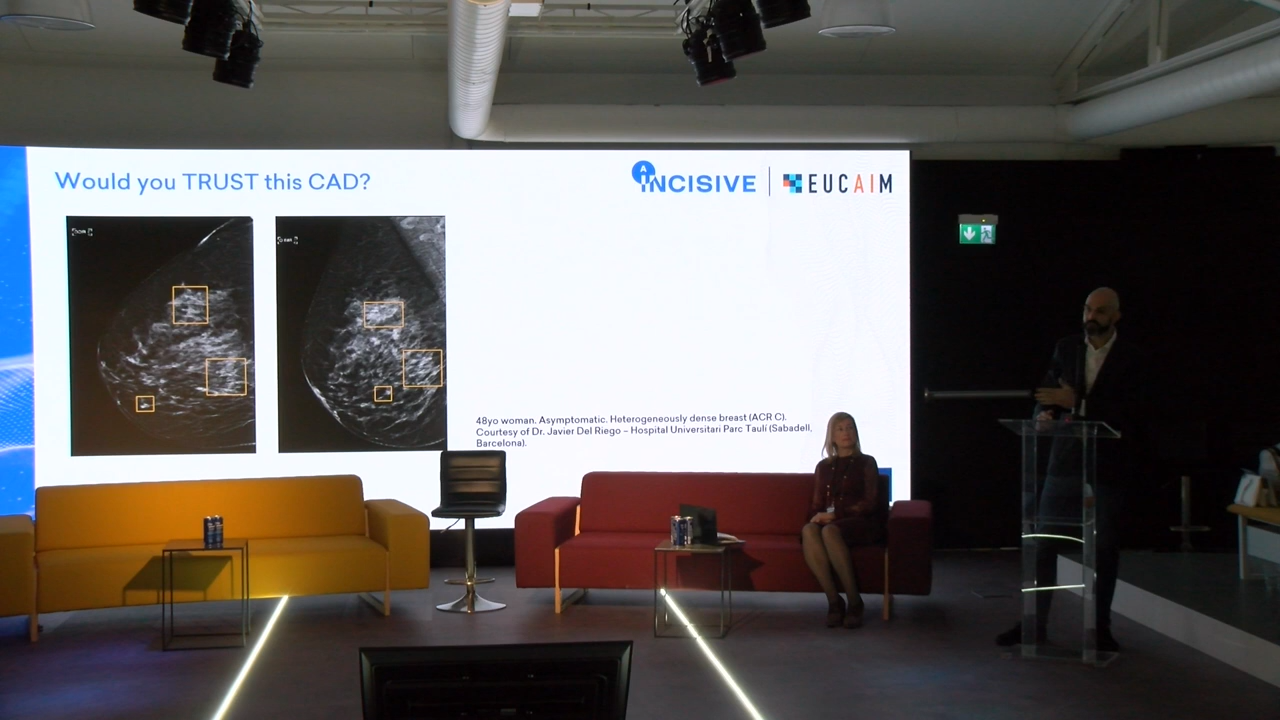 Would you TRUST this CAD?
AI
INCISIVE
EUCAIM
48yo woman. Asymptomatic. Heterogeneously dense breast (ACR C).
Courtesy of Dr. Javier Del Riego – Hospital Universitari Parc Taulí (Sabadell,
Barcelona).